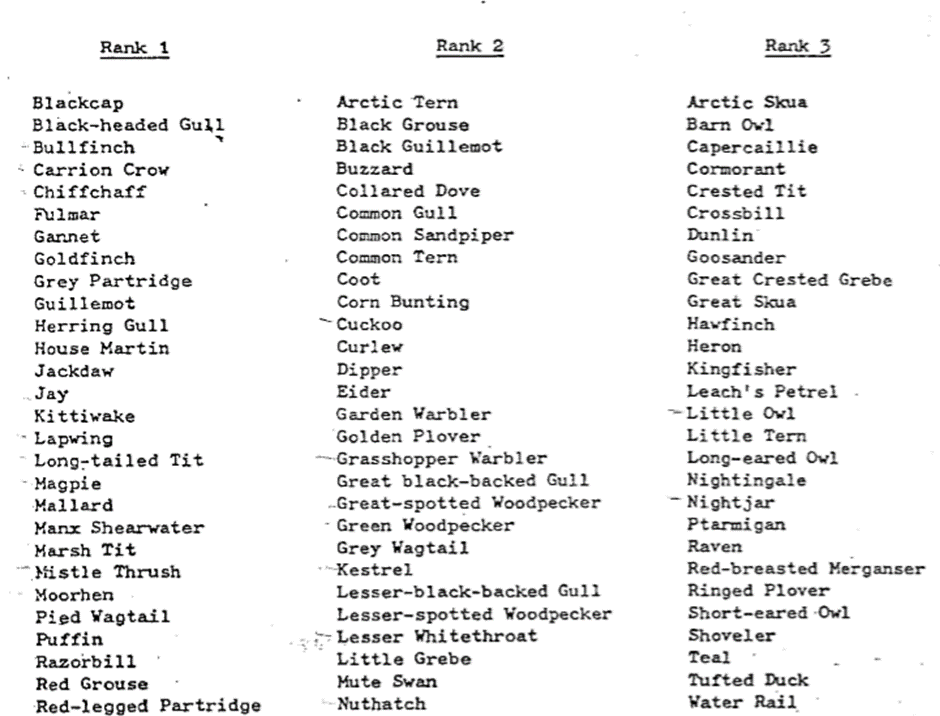 Rank 1 Rank 2 Rank 3
Blackcap Arctic Tern Arctic Skua
Black-headed Gull Black Grouse Barn Owl
Bullfinch Black Guillemot Capercaillie
Carrion Crow Buzzard Cormorant
Chiffchaff Collared Dove Crested Tit
Fulmar Common Gull Crossbill
Gannet Common Sandpiper Dunlin
Goldfinch Common Tern Goosander
Grey Partridge Coot Great Crested Grebe
Guillemot Corn Bunting Great Skua
Herring Gull Cuckoo Hawfinch
House Martin Curlew Heron
Jackdaw Dipper Kingfisher
Jay Eider Leach's Petrel
Kittiwake Garden Warbler Little Owl
Lapwing Golden Plover Little Tern
Long-tailed Tit Grasshopper Warbler Long-eared Owl
Magpie Great black-backed Gull Nightingale
Mallard Great-spotted Woodpecker Nightjar
Manx Shearwater Green Woodpecker Ptarmigan
Marsh Tit Grey Wagtail Raven
Mistle Thrush Kestrel Red-breasted Merganser
Moorhen Lesser-black-backed Gull Ringed Plover
Pied Wagtail Lesser-spotted Woodpecker Short-eared Owl
Puffin Lesser Whitethroat Shoveler
Razorbill Little Grebe Teal
Red Grouse Mute Swan Tufted Duck
Red-legged Partridge Nuthatch Water Rail